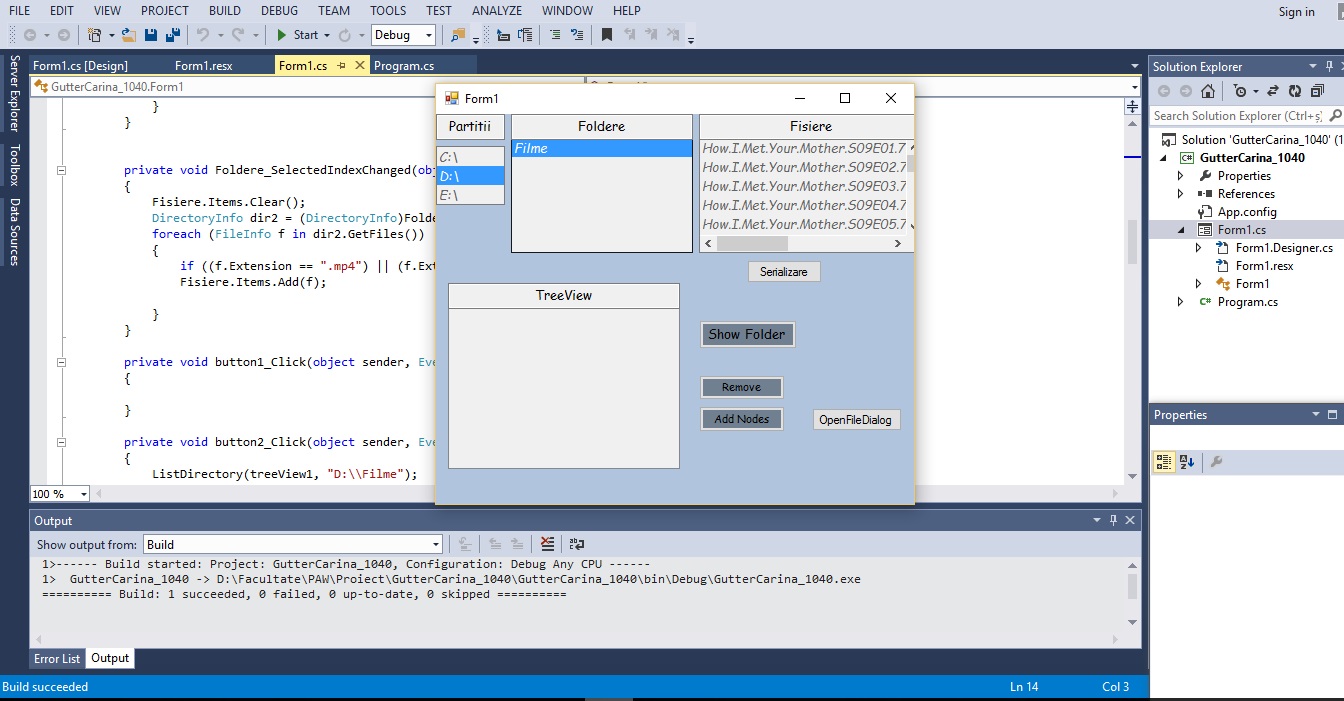 FILE EDIT VIEW PROJECT BUILD DEBUG TEAM TOOLS TEST ANALYZE WINDOW HELP
Sign in
Start Debug
Server Explorer
Toolbox
Data Sources
Form1.cs [Design] Form1.resx Form1.cs Program.cs
GutterCarina_1040.Form1
}
}
private void Foldere_SelectedIndexChanged(ob
{
Fisiere.Items.Clear();
DirectoryInfo dir2 = (DirectoryInfo)Folde
foreach (FileInfo f in dir2.GetFiles())
{
if ((f.Extension == ".mp4") || (f.Ext
Fisiere.Items.Add(f);
}
}
private void button1_Click(object sender, Eve
{
}
private void button2_Click(object sender, Eve
{
ListDirectory(treeView1, "D:\\Filme");
100 %
Form1
Partitii
C:\
D:\
E:\
Foldere
Filme
Fisiere
How.I.Met.Your.Mother.S09E01.7
How.I.Met.Your.Mother.S09E02.7
How.I.Met.Your.Mother.S09E03.7
How.I.Met.Your.Mother.S09E04.7
How.I.Met.Your.Mother.S09E05.7
Serializare
TreeView
Show Folder
Remove
Add Nodes OpenFileDialog
Solution Explorer
Search Solution Explorer (Ctrl+ș)
Solution 'GutterCarina_1040' (1
GutterCarina_1040
Properties
References
App.config
Form1.cs
Form1.Designer.cs
Form1.resx
Form1
Program.cs
Properties
Output
Show output from: Build
1>------ Build started: Project: GutterCarina_1040, Configuration: Debug Any CPU ------
1>  GutterCarina_1040 -> D:\Facultate\PAW\Proiect\GutterCarina_1040\GutterCarina_1040\bin\Debug\GutterCarina_1040.exe
========== Build: 1 succeeded, 0 failed, 0 up-to-date, 0 skipped ==========
Error List Output
Build succeeded
Ln 14 Col 3